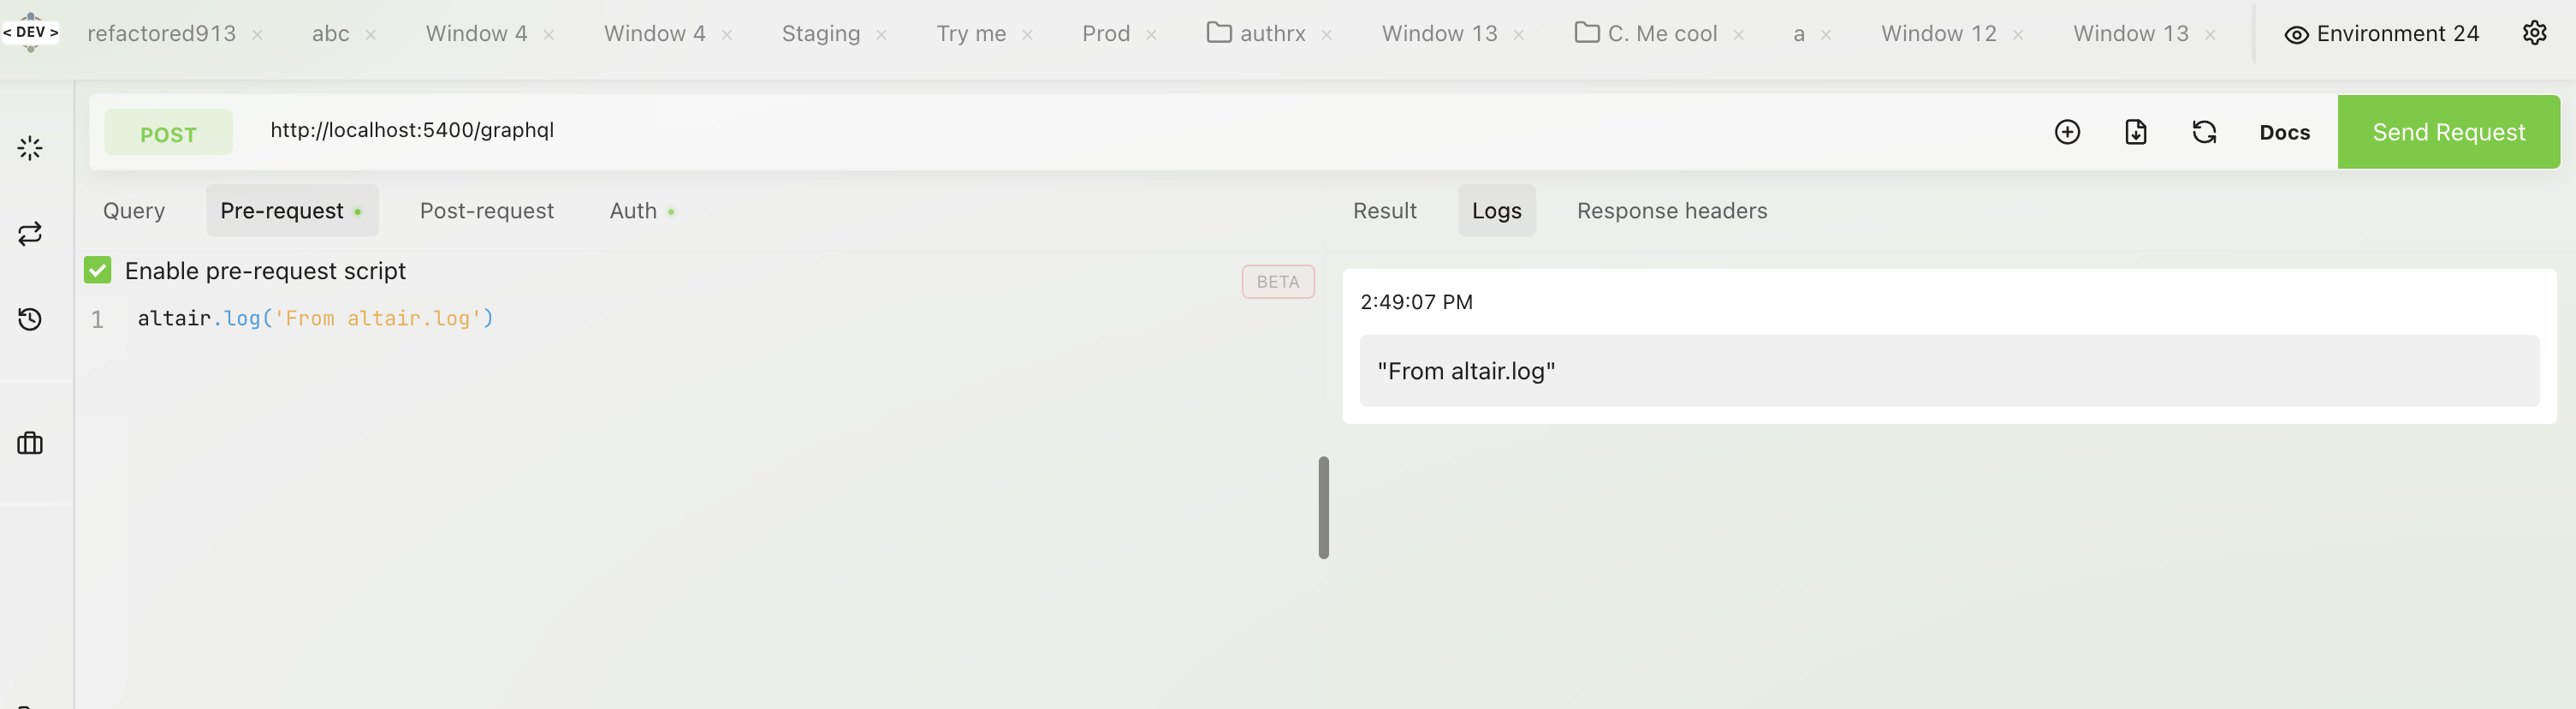 < DEV > refactored913 × abc × Window 4 × Window 4 × Staging × Try me × Prod × authrx × Window 13 × C. Me cool × a × Window 12 × Window 13 × Environment 24
POST http://localhost:5400/graphql Docs Send Request
Query Pre-request Post-request Auth Result Logs Response headers
Enable pre-request script BETA
1 altair.log('From altair.log')
2:49:07 PM
"From altair.log"